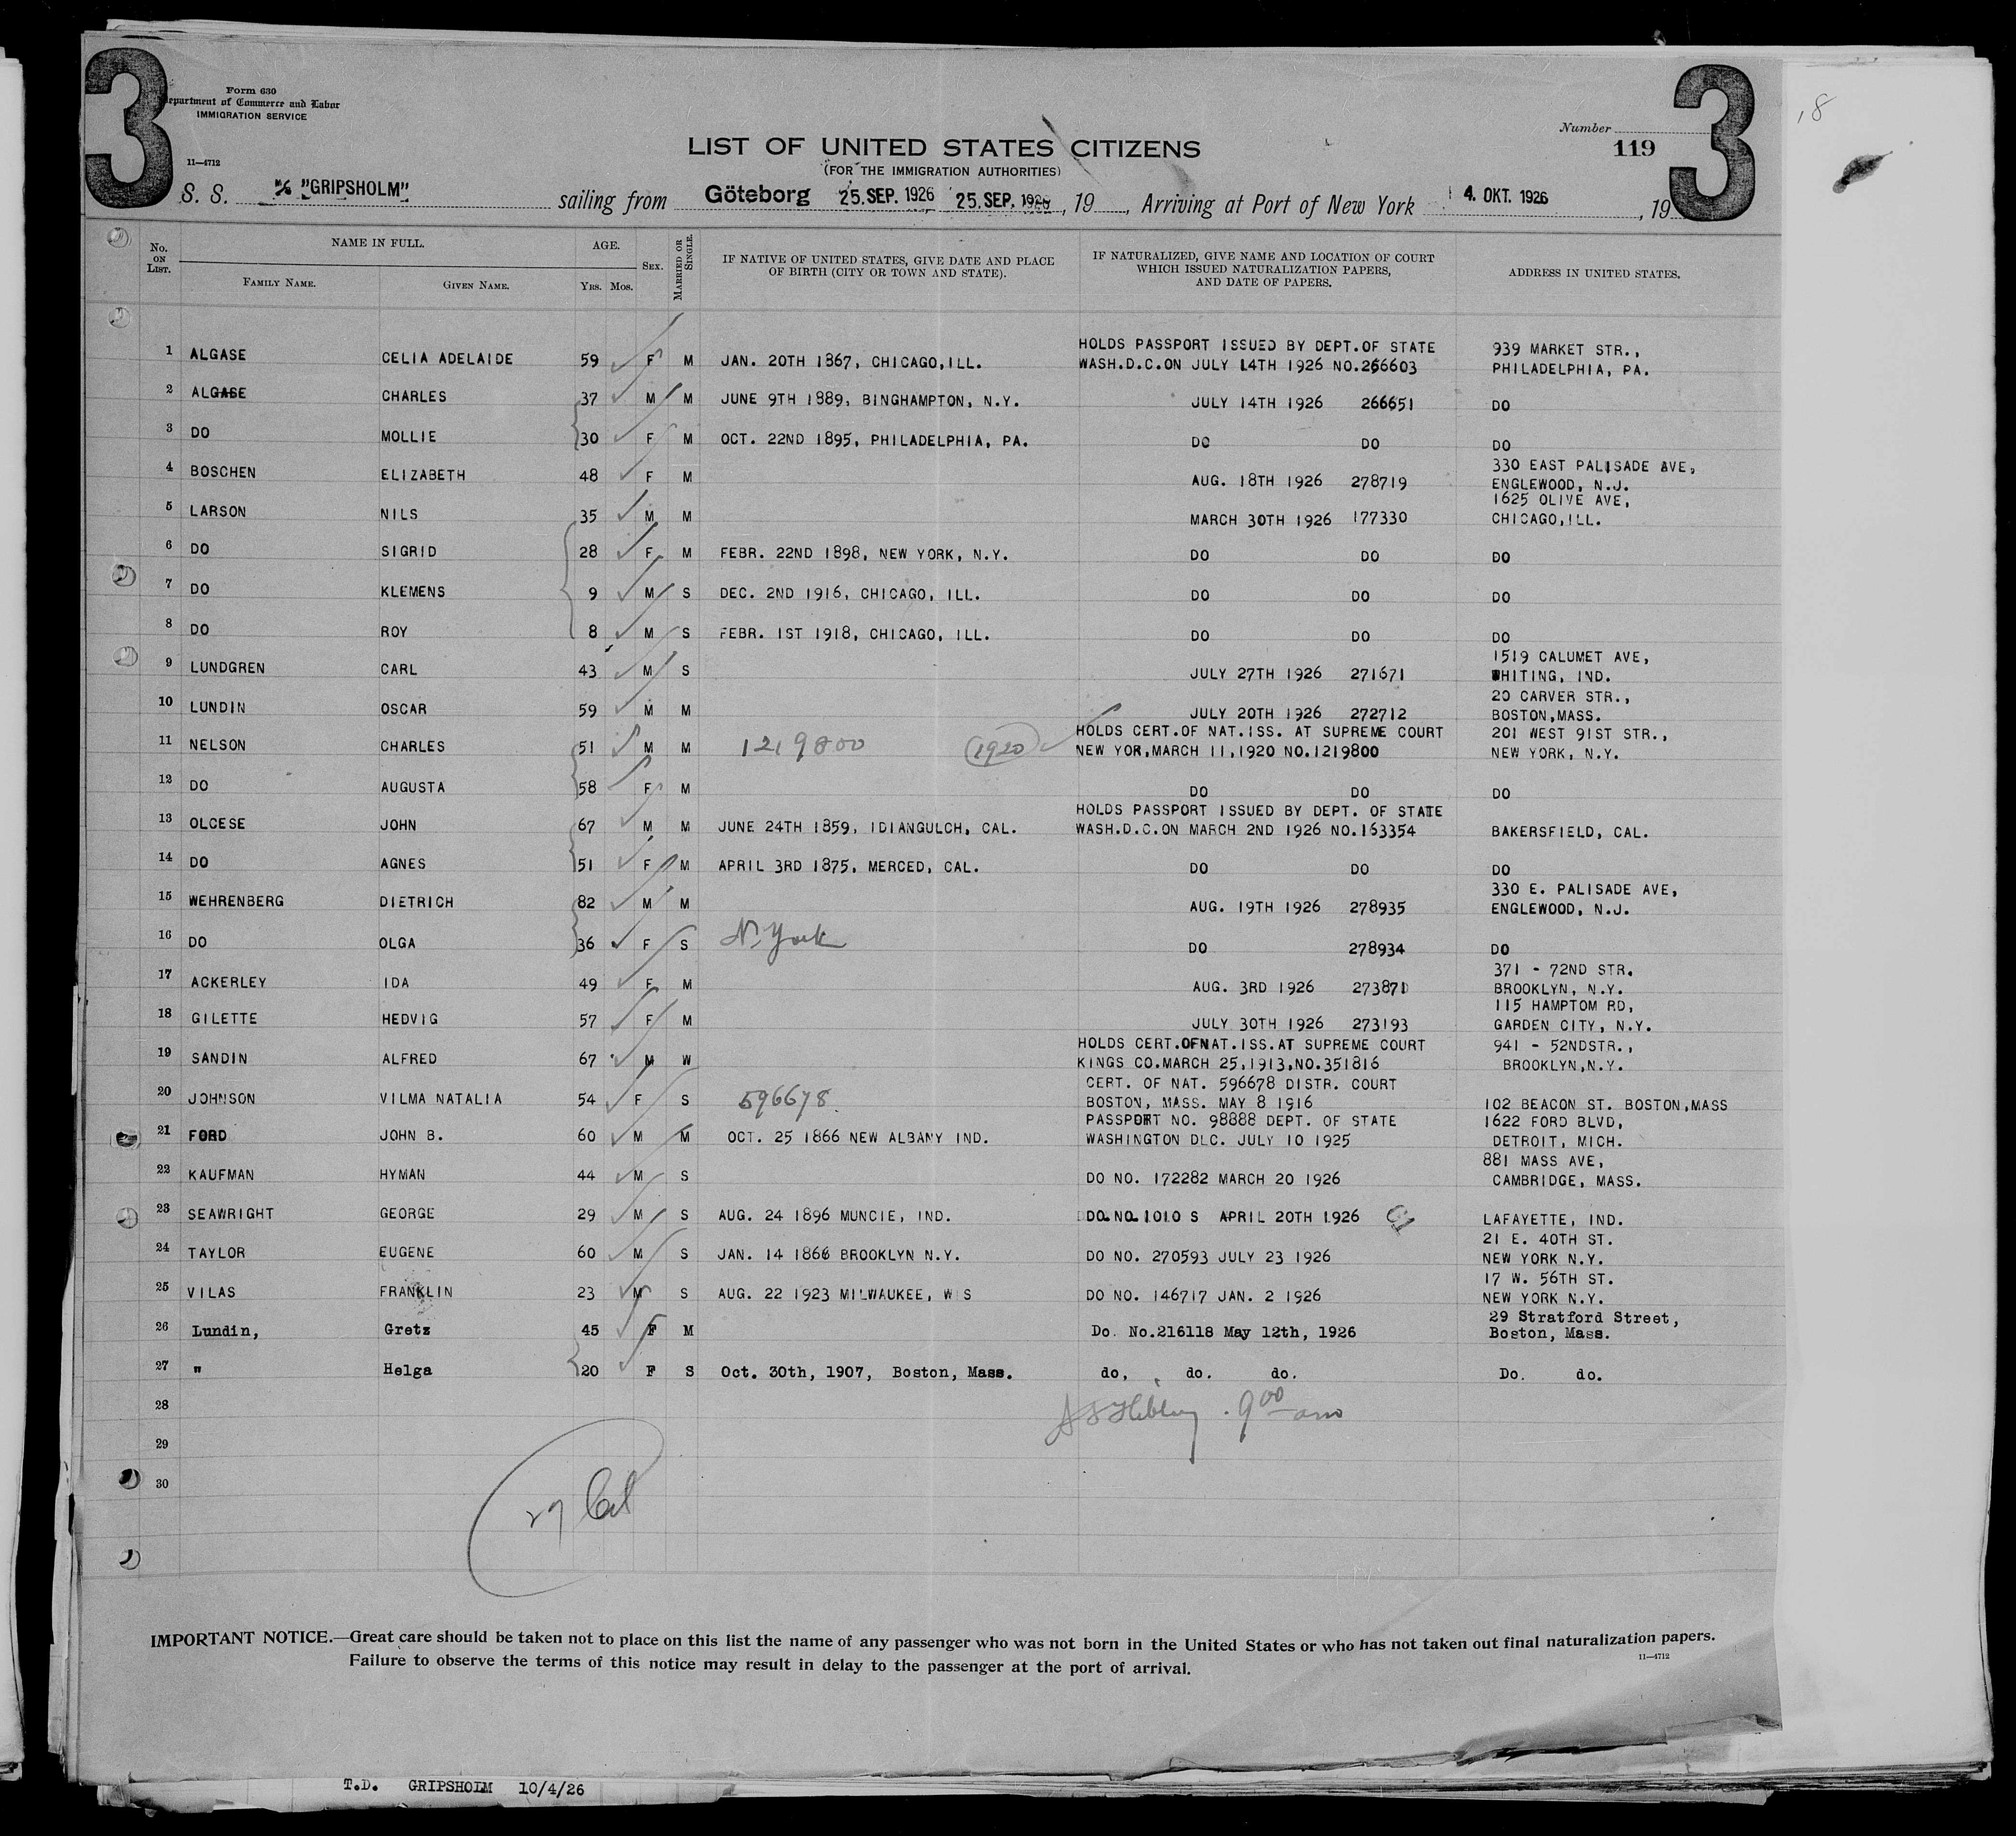 3
3
Form 630
Department of Commerce and Labor
IMMIGRATION SERVICE
11—4712
Number
119
18
LIST OF UNITED STATES CITIZENS
(FOR THE IMMIGRATION AUTHORITIES)
S. S. M/S "GRIPSHOLM" sailing from Göteborg 25. SEP. 1926 25. SEP. 1926, 19 , Arriving at Port of New York 4. OKT. 1926, 19
No. ON LIST. NAME IN FULL. AGE. SEX. MARRIED OR SINGLE. IF NATIVE OF UNITED STATES, GIVE DATE AND PLACE OF BIRTH (CITY OR TOWN AND STATE). IF NATURALIZED, GIVE NAME AND LOCATION OF COURT WHICH ISSUED NATURALIZATION PAPERS, AND DATE OF PAPERS. ADDRESS IN UNITED STATES.
FAMILY NAME. GIVEN NAME. YRS. MOS.
1 ALGASE CELIA ADELAIDE 59 F M JAN. 20TH 1867, CHICAGO,ILL. HOLDS PASSPORT ISSUED BY DEPT.OF STATE WASH.D.C.ON JULY 14TH 1926 NO.266603 939 MARKET STR., PHILADELPHIA, PA.
2 ALGASE CHARLES 37 M M JUNE 9TH 1889, BINGHAMPTON, N.Y. JULY 14TH 1926 266651 DO
3 DO MOLLIE 30 F M OCT. 22ND 1895, PHILADELPHIA, PA. DO DO DO
4 BOSCHEN ELIZABETH 48 F M AUG. 18TH 1926 278719 330 EAST PALISADE AVE, ENGLEWOOD, N.J.
5 LARSON NILS 35 M M MARCH 30TH 1926 177330 1625 OLIVE AVE, CHICAGO,ILL.
6 DO SIGRID 28 F M FEBR. 22ND 1898, NEW YORK, N.Y. DO DO DO
7 DO KLEMENS 9 M S DEC. 2ND 1916, CHICAGO, ILL. DO DO DO
8 DO ROY 8 M S FEBR. 1ST 1918, CHICAGO, ILL. DO DO DO
9 LUNDGREN CARL 43 M S JULY 27TH 1926 271671 1519 CALUMET AVE, WHITING, IND.
10 LUNDIN OSCAR 59 M M JULY 20TH 1926 272712 20 CARVER STR., BOSTON,MASS.
11 NELSON CHARLES 51 M M 1219800 1920 HOLDS CERT.OF NAT.ISS. AT SUPREME COURT NEW YOR,MARCH 11,1920 NO.1219800 201 WEST 91ST STR., NEW YORK, N.Y.
12 DO AUGUSTA 58 F M DO DO DO
13 OLCESE JOHN 67 M M JUNE 24TH 1859, IDIANGULCH, CAL. HOLDS PASSPORT ISSUED BY DEPT. OF STATE WASH.D.C.ON MARCH 2ND 1926 NO.163354 BAKERSFIELD, CAL.
14 DO AGNES 51 F M APRIL 3RD 1875, MERCED, CAL. DO DO DO
15 WEHRENBERG DIETRICH 82 M M AUG. 19TH 1926 278935 330 E. PALISADE AVE, ENGLEWOOD, N.J.
16 DO OLGA 36 F S N. York DO 278934 DO
17 ACKERLEY IDA 49 F M AUG. 3RD 1926 273871 371 - 72ND STR. BROOKLYN, N.Y.
18 GILETTE HEDVIG 57 F M JULY 30TH 1926 273193 115 HAMPTOM RD, GARDEN CITY, N.Y.
19 SANDIN ALFRED 67 M W HOLDS CERT.OFNAT.ISS.AT SUPREME COURT KINGS CO.MARCH 25,1913,NO.351816 941 - 52NDSTR., BROOKLYN,N.Y.
20 JOHNSON VILMA NATALIA 54 F S 596678 CERT. OF NAT. 596678 DISTR. COURT BOSTON, MASS. MAY 8 1916 102 BEACON ST. BOSTON,MASS
21 FORD JOHN B. 60 M M OCT. 25 1866 NEW ALBANY IND. PASSPORT NO. 98888 DEPT. OF STATE WASHINGTON DLC. JULY 10 1925 1622 FORD BLVD, DETROIT, MICH.
22 KAUFMAN HYMAN 44 M S DO NO. 172282 MARCH 20 1926 881 MASS AVE, CAMBRIDGE, MASS.
23 SEAWRIGHT GEORGE 29 M S AUG. 24 1896 MUNCIE, IND. DO.NO.1010 S APRIL 20TH 1926 LAFAYETTE, IND.
24 TAYLOR EUGENE 60 M S JAN. 14 1866 BROOKLYN N.Y. DO NO. 270593 JULY 23 1926 21 E. 40TH ST. NEW YORK N.Y.
25 VILAS FRANKLIN 23 M S AUG. 22 1923 MILWAUKEE, WIS DO NO. 146717 JAN. 2 1926 17 W. 56TH ST. NEW YORK N.Y.
26 Lundin, Greta 45 F M Do. No.216118 May 12th, 1926 29 Stratford Street, Boston, Mass.
27 " Helga 20 F S Oct. 30th, 1907, Boston, Mass. do, do. do. Do. do.
28 9 00 am
29
30
27 Cit
IMPORTANT NOTICE.—Great care should be taken not to place on this list the name of any passenger who was not born in the United States or who has not taken out final naturalization papers.
Failure to observe the terms of this notice may result in delay to the passenger at the port of arrival.
11—4712
T.D. GRIPSHOLM 10/4/26